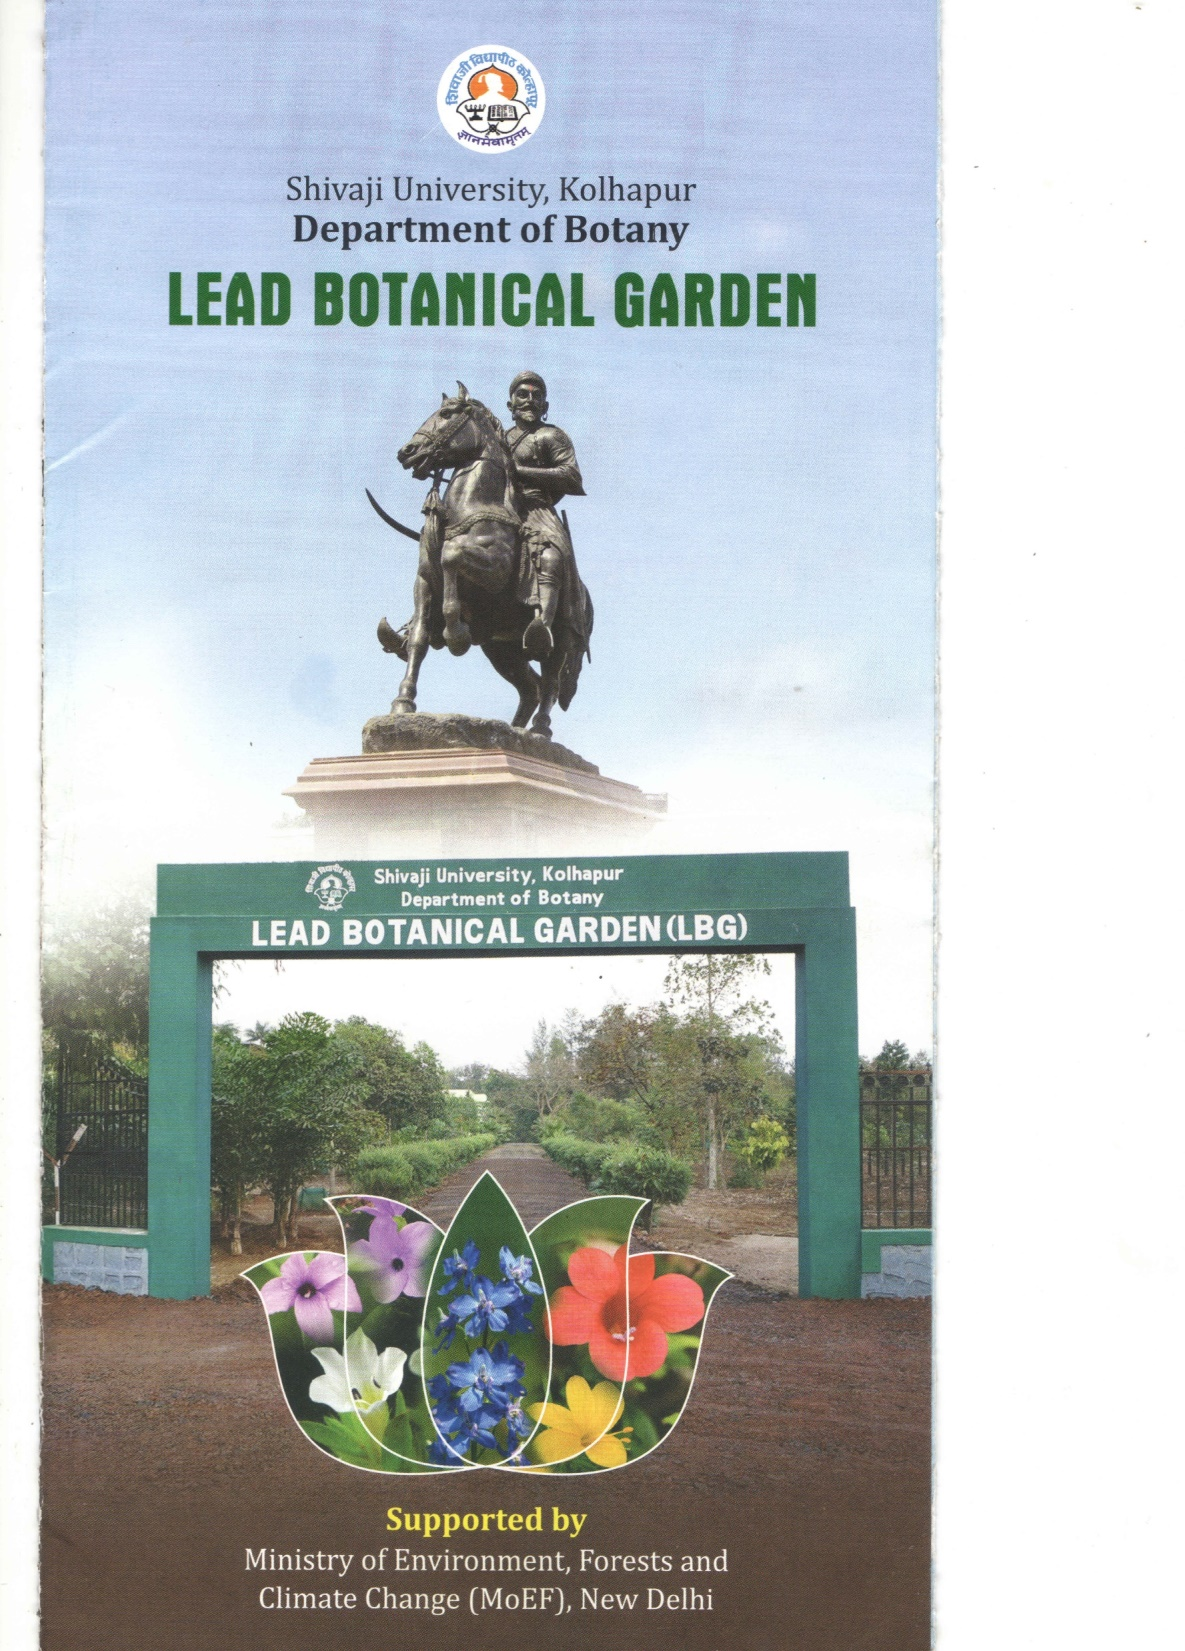 शिवाजी विद्यापीठ कोल्हापूर
ज्ञानमेवामृतम्
Shivaji University, Kolhapur
Department of Botany
LEAD BOTANICAL GARDEN
Shivaji University, Kolhapur
Department of Botany
LEAD BOTANICAL GARDEN (LBG)
Supported by
Ministry of Environment, Forests and
Climate Change (MoEF), New Delhi